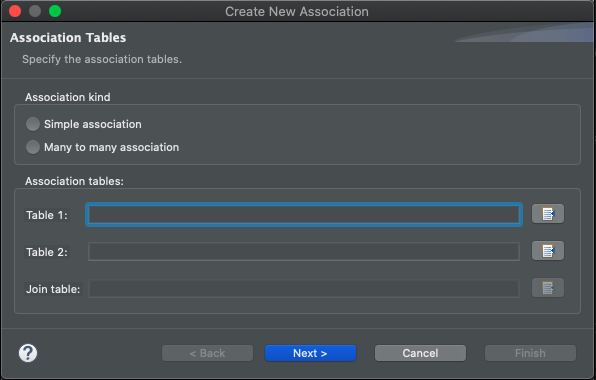 Create New Association
Association Tables
Specify the association tables.
Association kind
Simple association
Many to many association
Association tables:
Table 1:
Table 2:
Join table:
?
< Back
Next >
Cancel
Finish